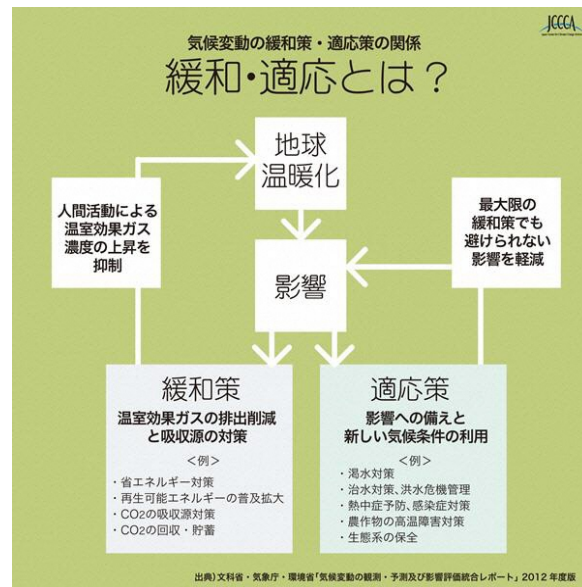 JCCCA
気候変動の緩和策・適応策の関係
緩和・適応とは？
地球
温暖化
人間活動による
温室効果ガス
濃度の上昇を
抑制
最大限の
緩和策でも
避けられない
影響を軽減
影響
緩和策
温室効果ガスの排出削減
と吸収源の対策
＜例＞
・省エネルギー対策
・再生可能エネルギーの普及拡大
・CO2の吸収源対策
・CO2の回収・貯蓄
適応策
影響への備えと
新しい気候条件の利用
＜例＞
・渇水対策
・治水対策、洪水危機管理
・熱中症予防、感染症対策
・農作物の高温障害対策
・生態系の保全
出典）文科省・気象庁・環境省「気候変動の観測・予測及び影響評価統合レポート」2012年度版